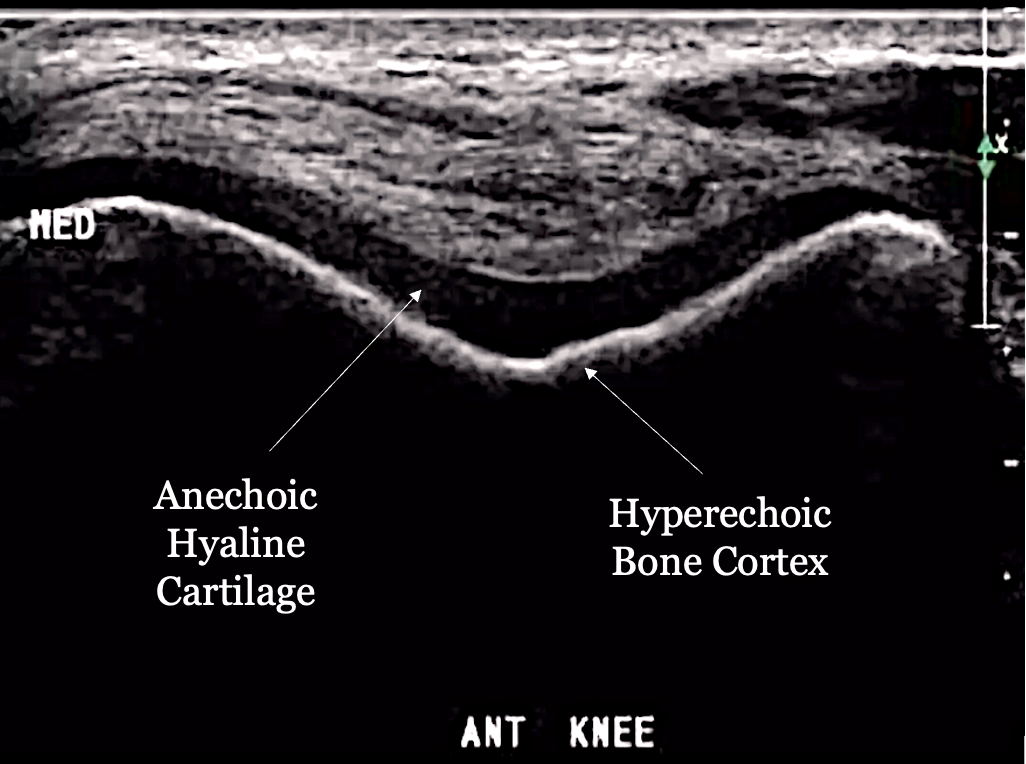 x
MED
Anechoic
Hyaline
Cartilage
Hyperechoic
Bone Cortex
ANT KNEE